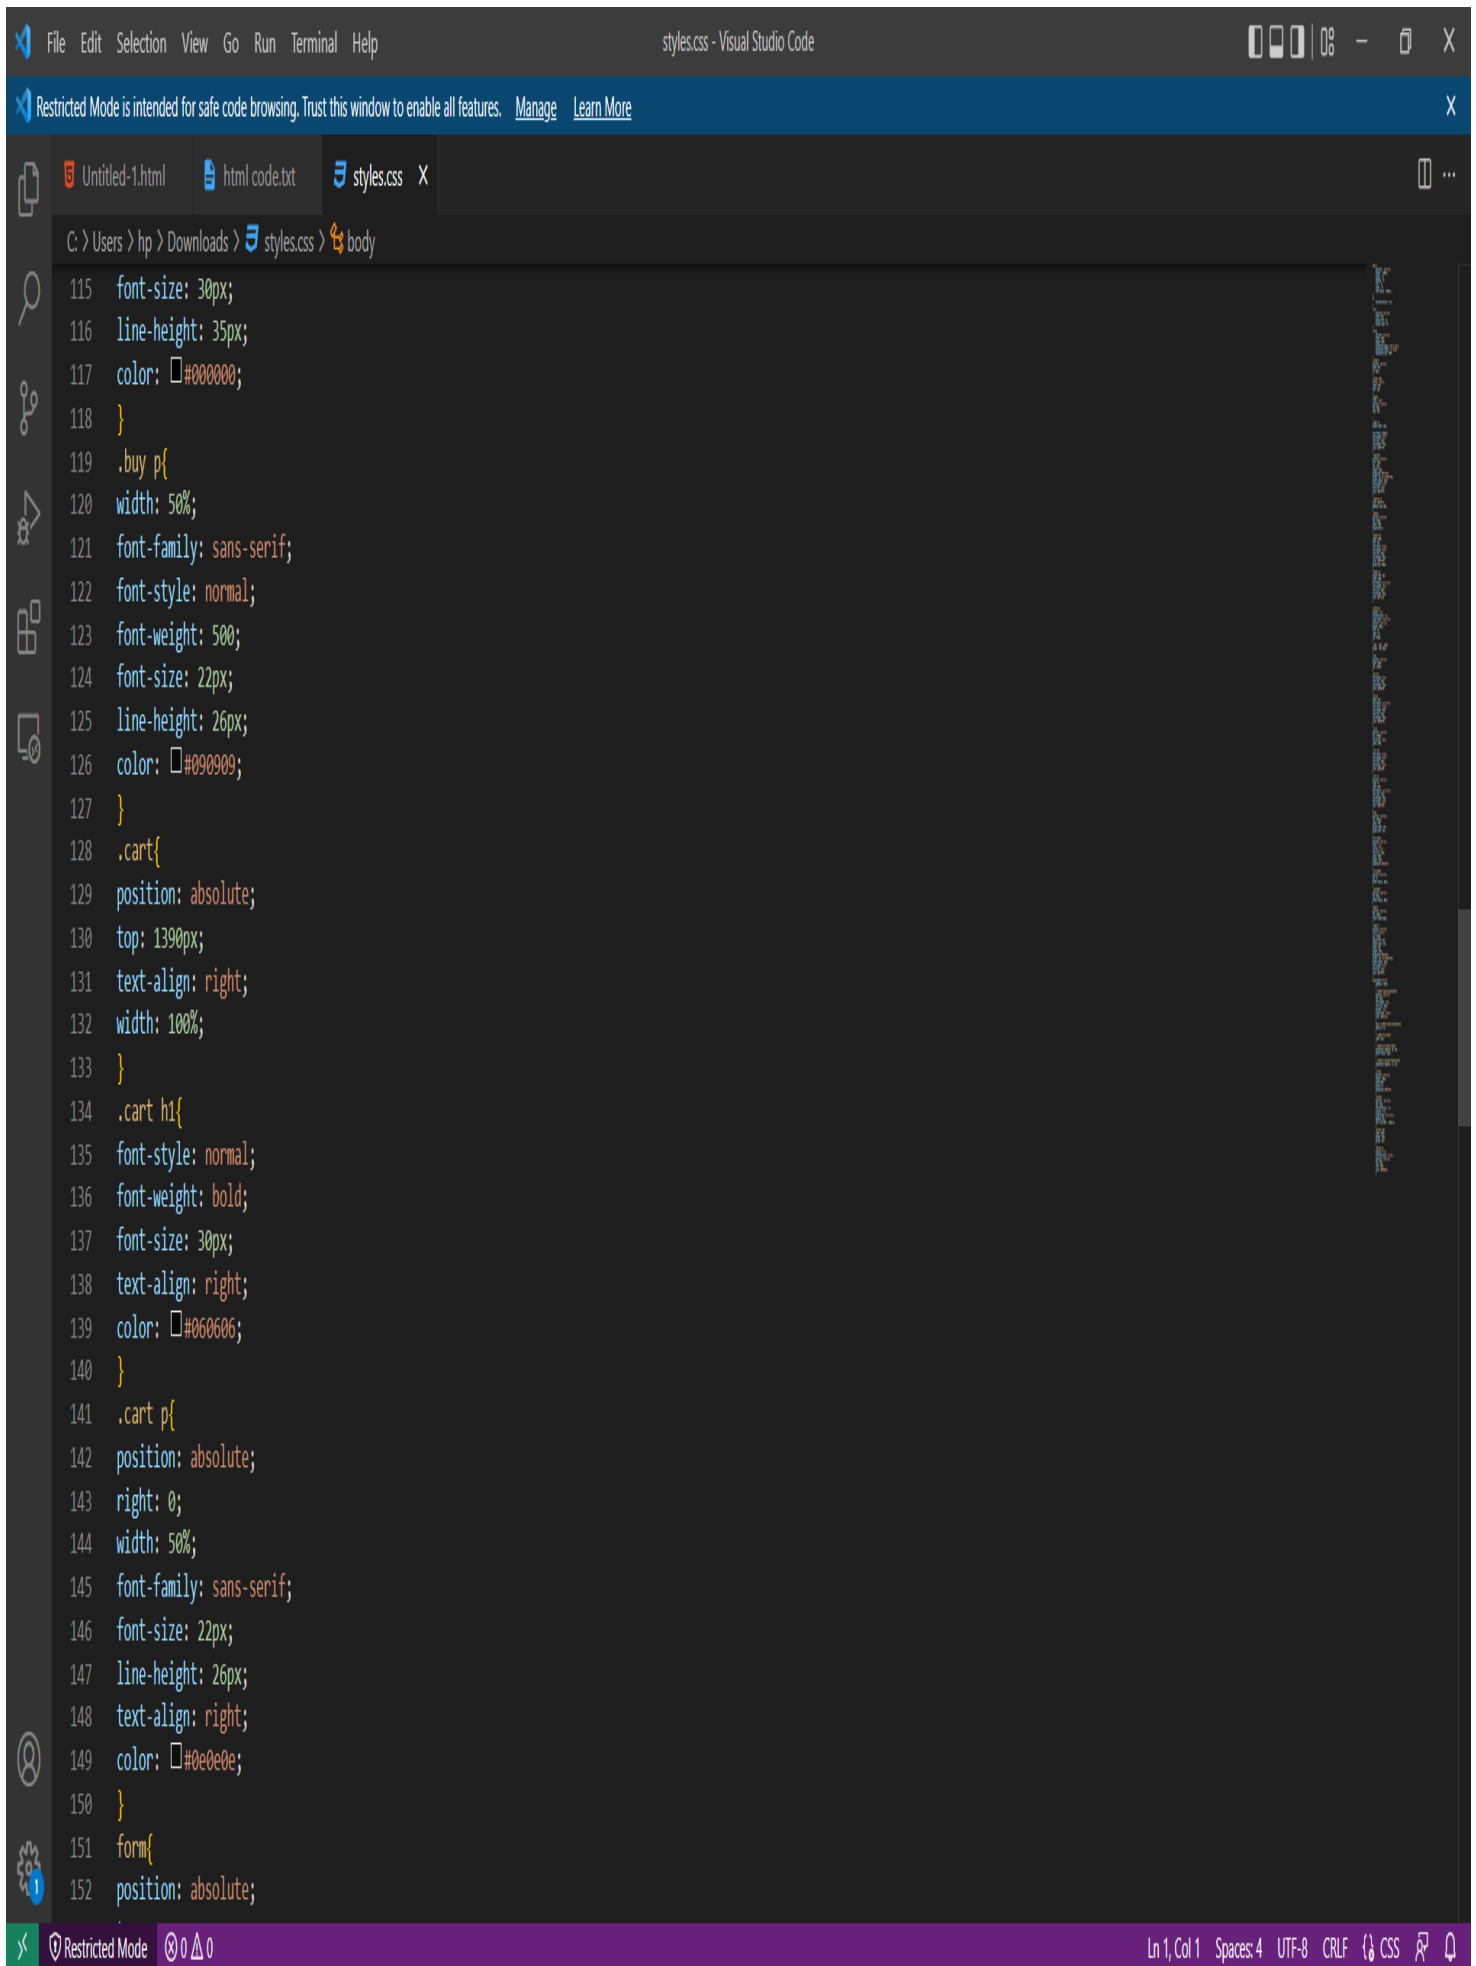 File Edit Selection View Go Run Terminal Help styles.css - Visual Studio Code
Restricted Mode is intended for safe code browsing. Trust this window to enable all features. Manage Learn More
Untitled-1.html html code.txt styles.css
C: > Users > hp > Downloads > styles.css > body
115 font-size: 30px;
116 line-height: 35px;
117 color: #000000;
118 }
119 .buy p{
120 width: 50%;
121 font-family: sans-serif;
122 font-style: normal;
123 font-weight: 500;
124 font-size: 22px;
125 line-height: 26px;
126 color: #090909;
127 }
128 .cart{
129 position: absolute;
130 top: 1390px;
131 text-align: right;
132 width: 100%;
133 }
134 .cart h1{
135 font-style: normal;
136 font-weight: bold;
137 font-size: 30px;
138 text-align: right;
139 color: #060606;
140 }
141 .cart p{
142 position: absolute;
143 right: 0;
144 width: 50%;
145 font-family: sans-serif;
146 font-size: 22px;
147 line-height: 26px;
148 text-align: right;
149 color: #0e0e0e;
150 }
151 form{
152 position: absolute;
1
Restricted Mode 0 0 Ln 1, Col 1 Spaces: 4 UTF-8 CRLF CSS